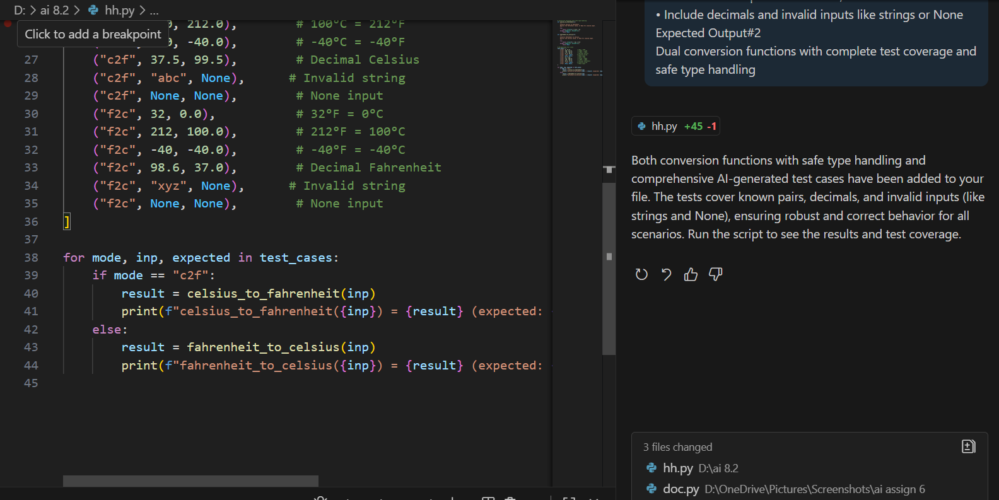 D: > ai 8.2 > hh.py > ...
Click to add a breakpoint
, 212.0), # 100°C = 212°F
, -40.0), # -40°C = -40°F
27 ("c2f", 37.5, 99.5), # Decimal Celsius
28 ("c2f", "abc", None), # Invalid string
29 ("c2f", None, None), # None input
30 ("f2c", 32, 0.0), # 32°F = 0°C
31 ("f2c", 212, 100.0), # 212°F = 100°C
32 ("f2c", -40, -40.0), # -40°F = -40°C
33 ("f2c", 98.6, 37.0), # Decimal Fahrenheit
34 ("f2c", "xyz", None), # Invalid string
35 ("f2c", None, None), # None input
36 ]
37
38 for mode, inp, expected in test_cases:
39 if mode == "c2f":
40 result = celsius_to_fahrenheit(inp)
41 print(f"celsius_to_fahrenheit({inp}) = {result} (expected:
42 else:
43 result = fahrenheit_to_celsius(inp)
44 print(f"fahrenheit_to_celsius({inp}) = {result} (expected:
45
• Include decimals and invalid inputs like strings or None
Expected Output#2
Dual conversion functions with complete test coverage and
safe type handling
hh.py +45 -1
Both conversion functions with safe type handling and
comprehensive AI-generated test cases have been added to your
file. The tests cover known pairs, decimals, and invalid inputs (like
strings and None), ensuring robust and correct behavior for all
scenarios. Run the script to see the results and test coverage.
3 files changed
hh.py D:\ai 8.2
doc.py D:\OneDrive\Pictures\Screenshots\ai assign 6